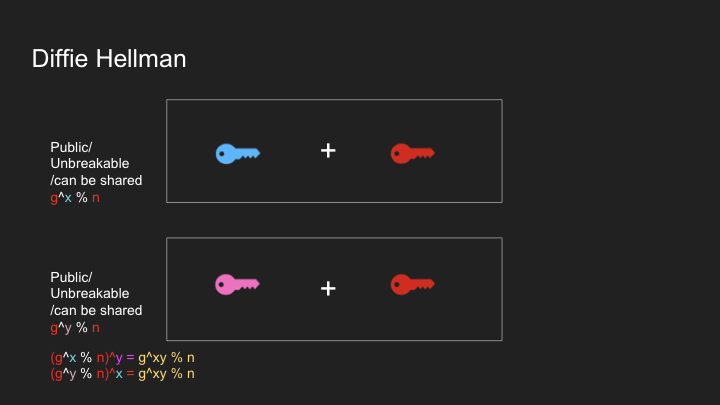 Diffie Hellman
Public/
Unbreakable
/can be shared
g^x % n
+
Public/
Unbreakable
/can be shared
g^y % n
+
(g^x % n)^y = g^xy % n
(g^y % n)^x = g^xy % n